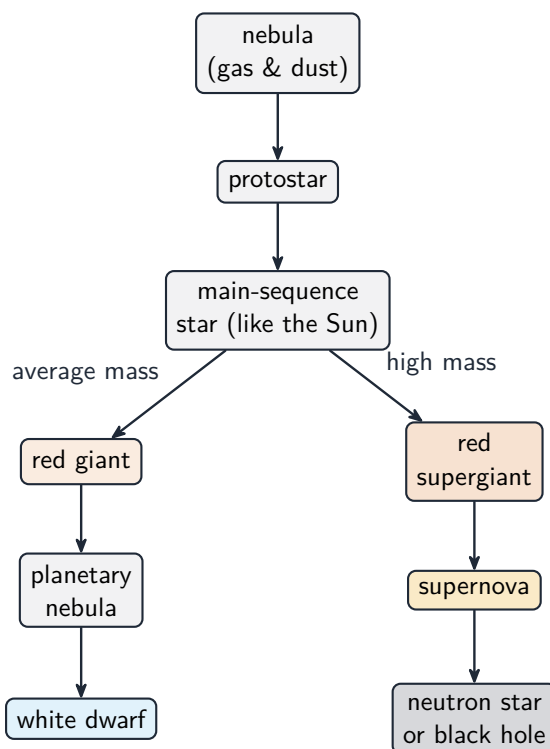 nebula
(gas & dust)
protostar
main-sequence
star (like the Sun)
average mass
high mass
red giant
red
supergiant
planetary
nebula
supernova
white dwarf
neutron star
or black hole